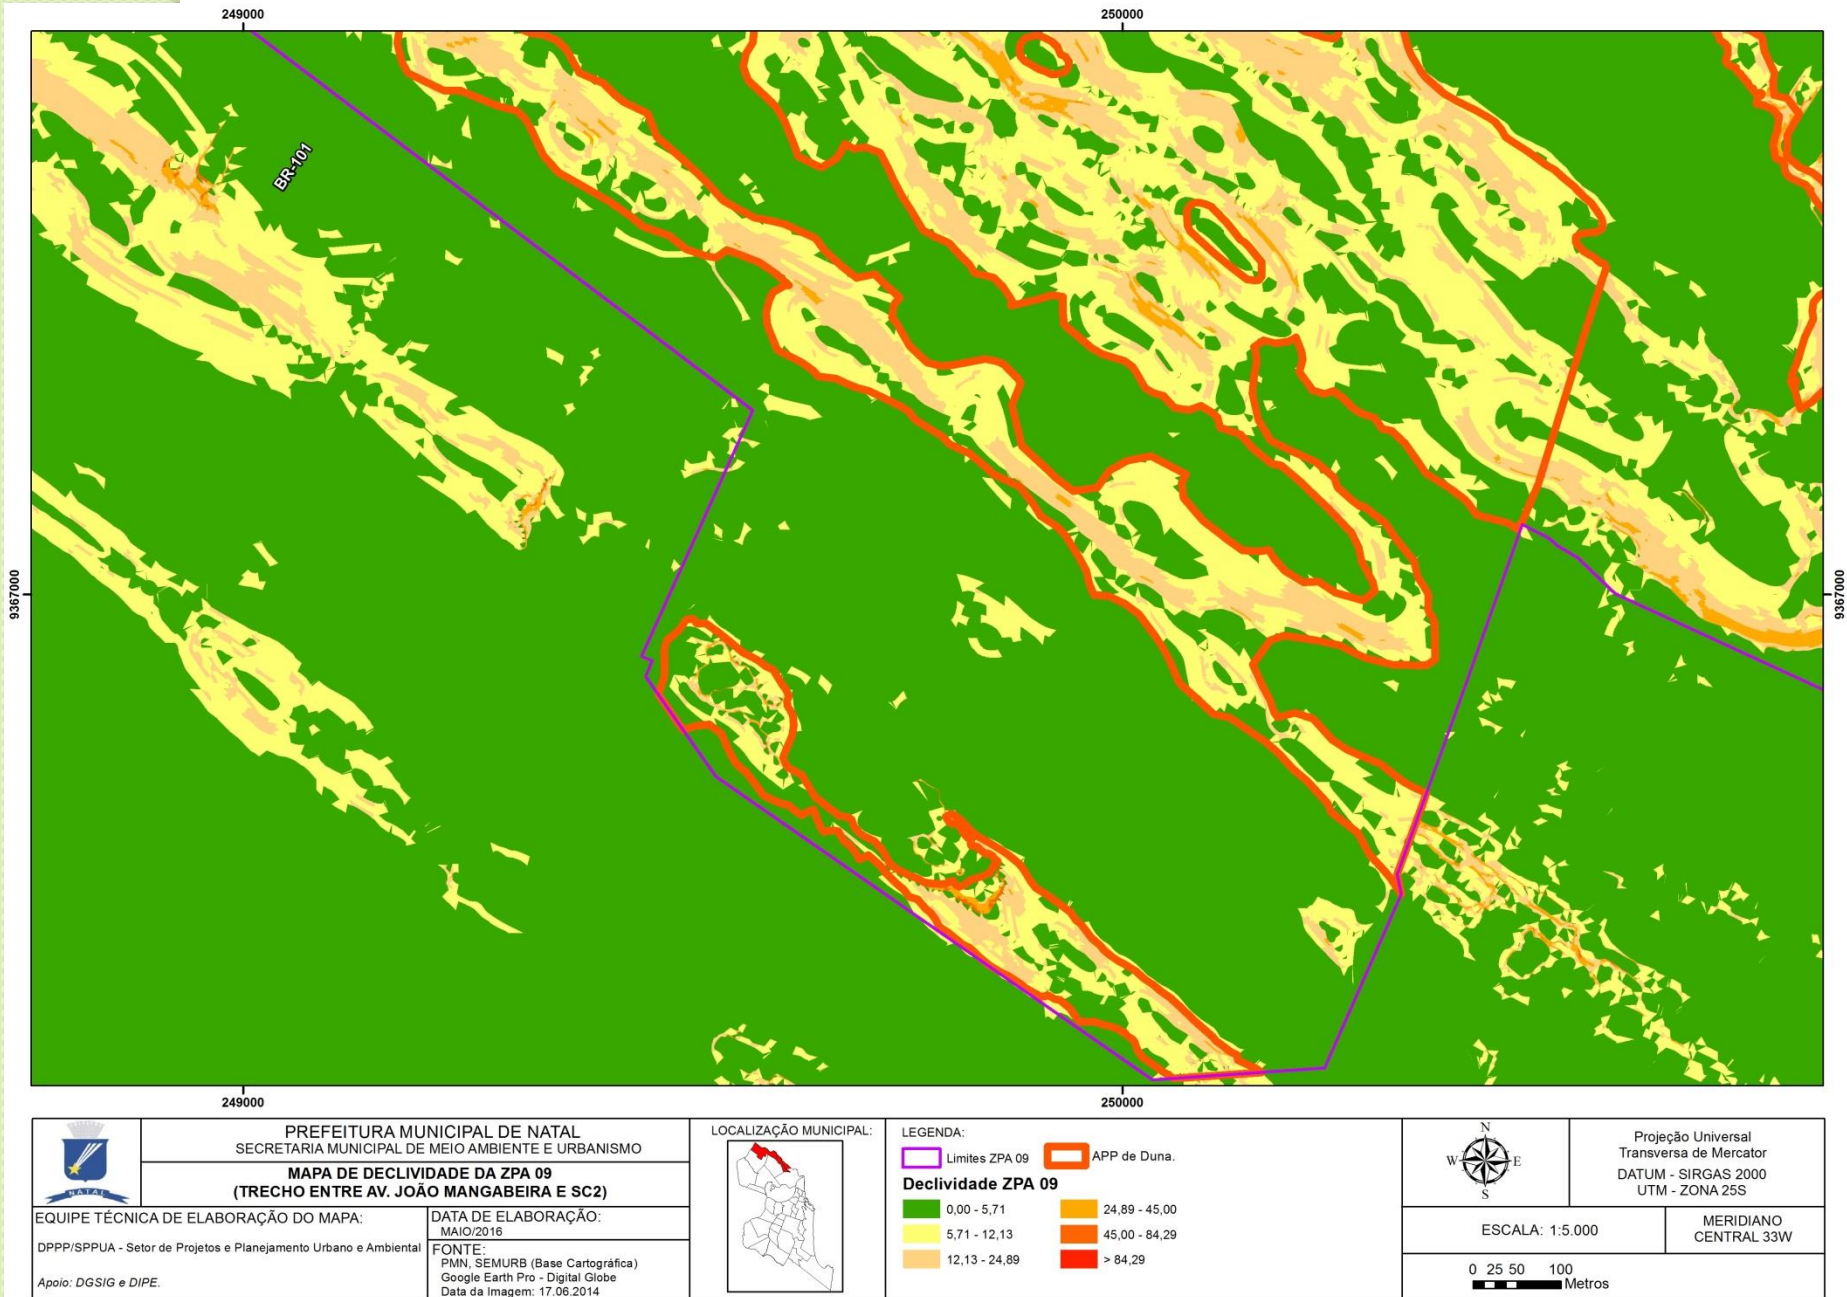 249000
250000
BR-101
9367000
9367000
249000
250000
NATAL
PREFEITURA MUNICIPAL DE NATAL
SECRETARIA MUNICIPAL DE MEIO AMBIENTE E URBANISMO
MAPA DE DECLIVIDADE DA ZPA 09
(TRECHO ENTRE AV. JOÃO MANGABEIRA E SC2)
EQUIPE TÉCNICA DE ELABORAÇÃO DO MAPA:
DPPP/SPPUA - Setor de Projetos e Planejamento Urbano e Ambiental
Apoio: DGSIG e DIPE.
DATA DE ELABORAÇÃO:
MAIO/2016
FONTE:
PMN, SEMURB (Base Cartográfica)
Google Earth Pro - Digital Globe
Data da Imagem: 17.06.2014
LOCALIZAÇÃO MUNICIPAL:
LEGENDA:
Limites ZPA 09
APP de Duna.
Declividade ZPA 09
0,00 - 5,71
5,71 - 12,13
12,13 - 24,89
24,89 - 45,00
45,00 - 84,29
> 84,29
N
W
E
S
Projeção Universal
Transversa de Mercator
DATUM - SIRGAS 2000
UTM - ZONA 25S
ESCALA: 1:5.000
MERIDIANO
CENTRAL 33W
0 25 50 100
Metros